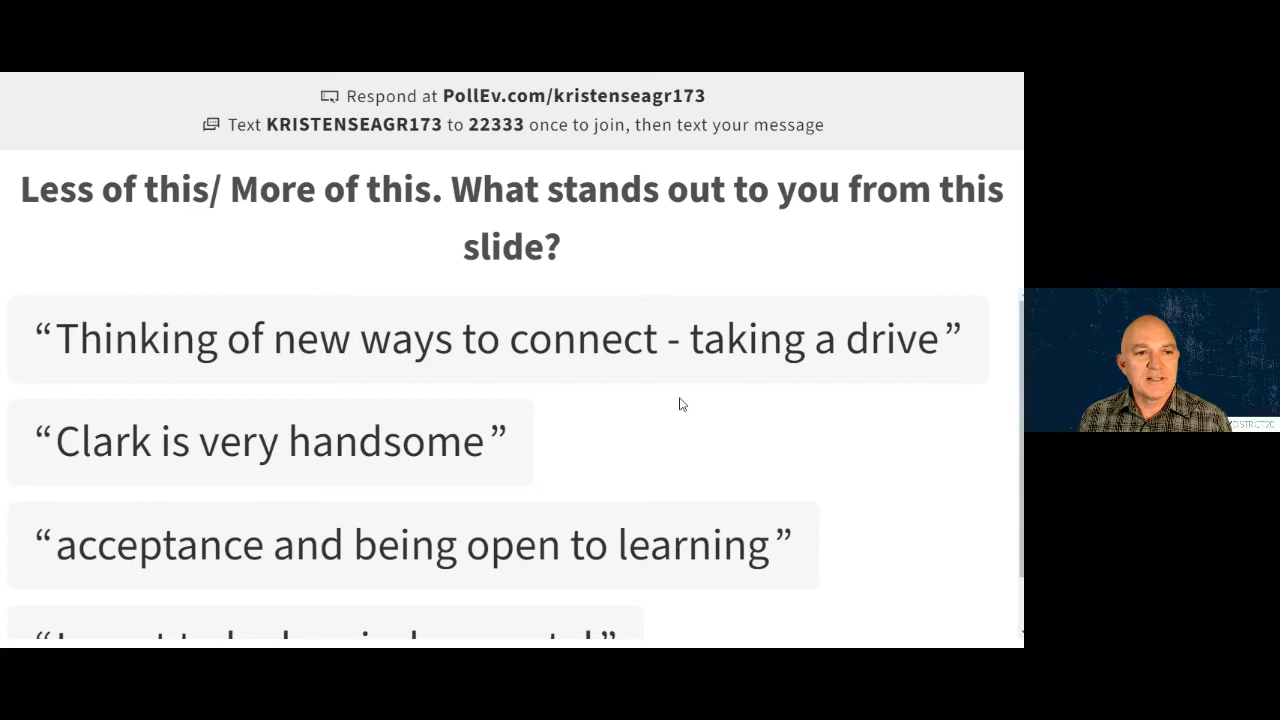 Respond at PollEv.com/kristenseagr173
Text KRISTENSEAGR173 to 22333 once to join, then text your message
Less of this/ More of this. What stands out to you from this
slide?
“Thinking of new ways to connect - taking a drive”
“Clark is very handsome”
“acceptance and being open to learning”